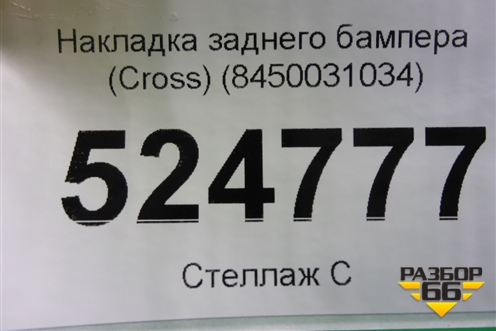 Накладка заднего бампера
(Cross) (8450031034)
524777
Стеллаж С
РАЗБОР
66